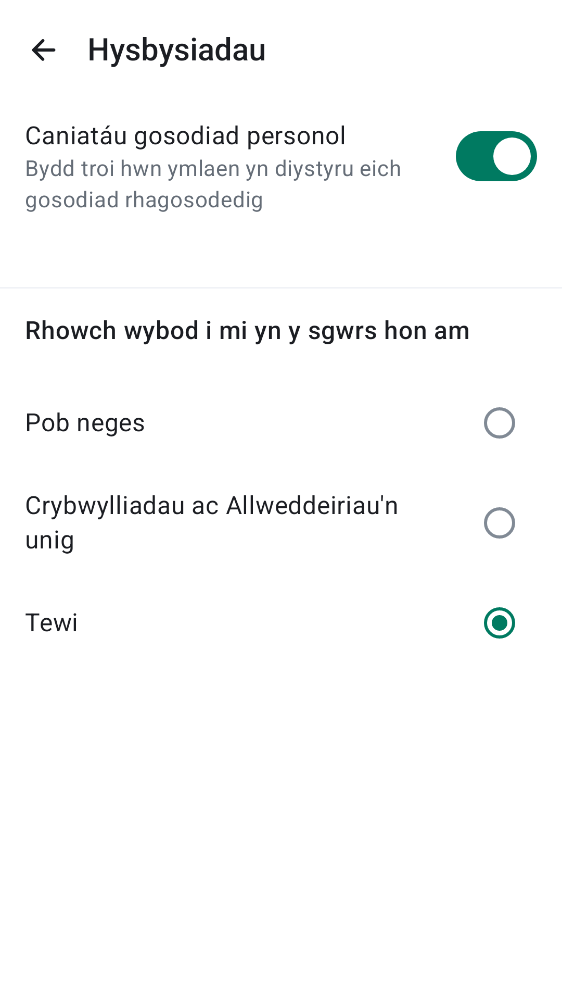 Hysbysiadau
Caniatáu gosodiad personol
Bydd troi hwn ymlaen yn diystyru eich
gosodiad rhagosodedig
Rhowch wybod i mi yn y sgwrs hon am
Pob neges
Crybwylliadau ac Allweddeiriau'n
unig
Tewi